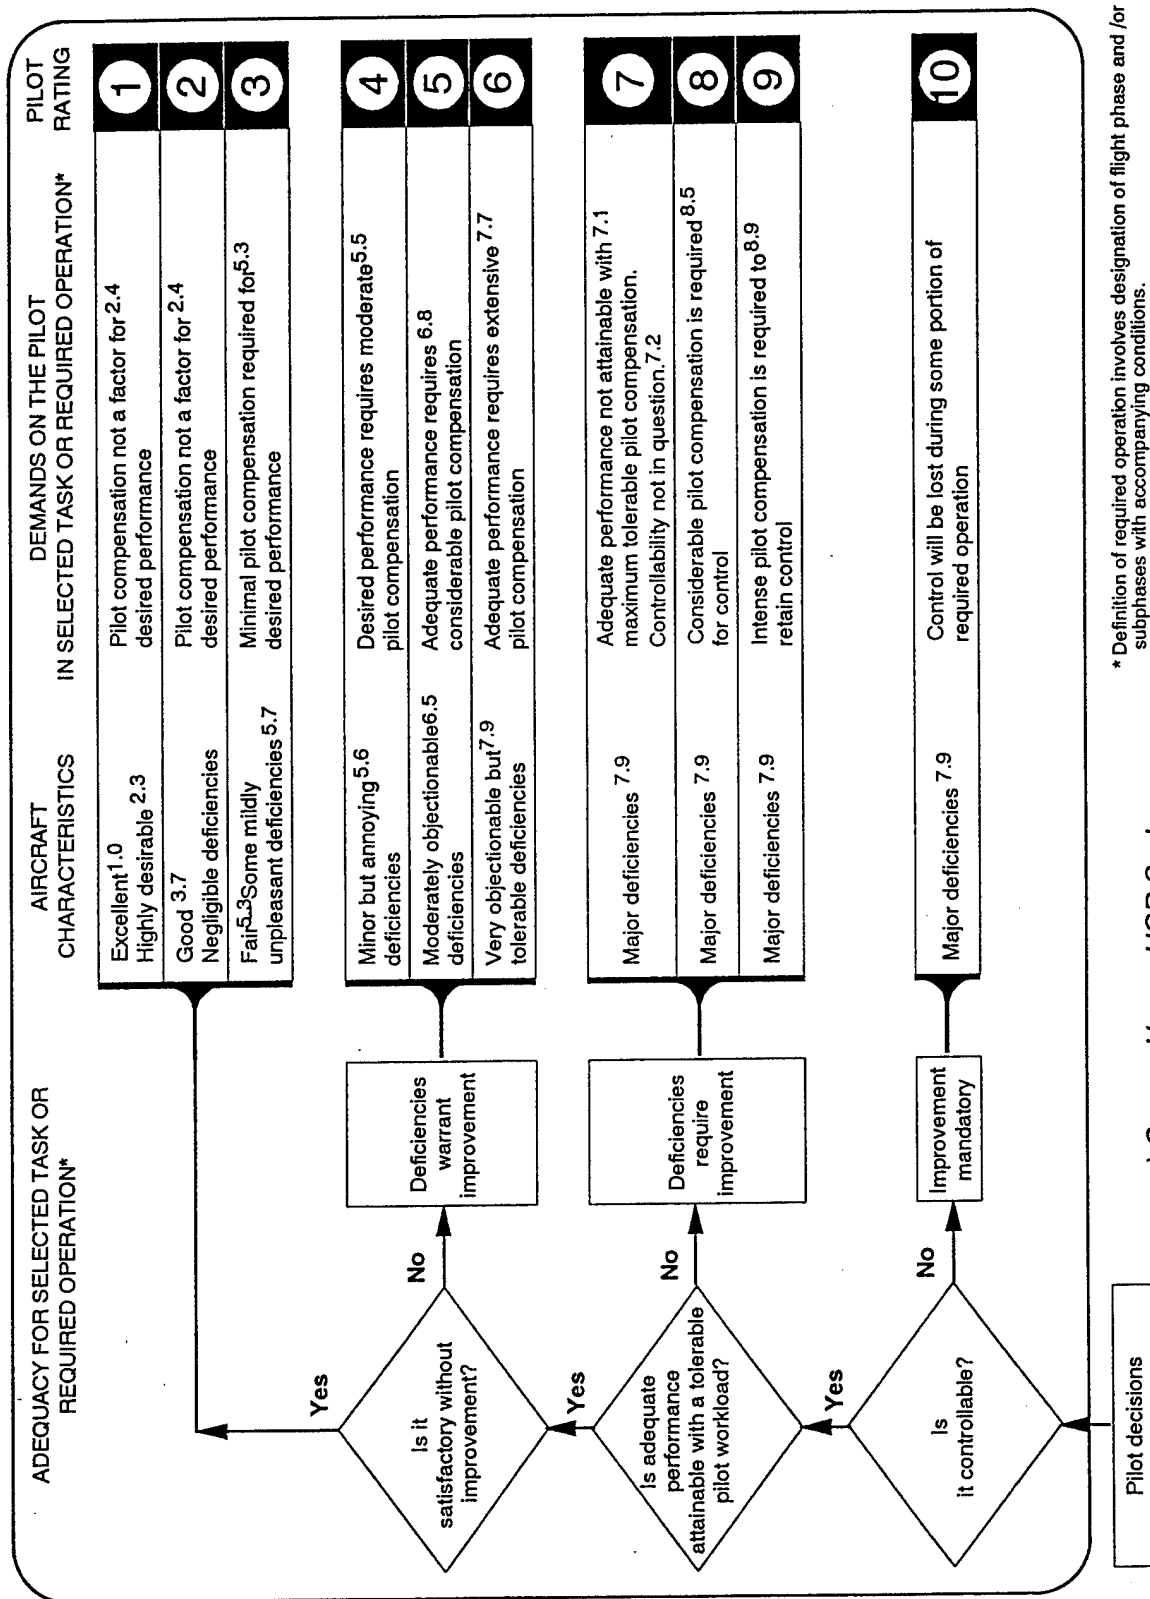 ADEQUACY FOR SELECTED TASK OR
REQUIRED OPERATION*
AIRCRAFT
CHARACTERISTICS
DEMANDS ON THE PILOT
IN SELECTED TASK OR REQUIRED OPERATION*
PILOT
RATING
Excellent 1.0
Highly desirable 2.3
Pilot compensation not a factor for 2.4
desired performance
1
Good 3.7
Negligible deficiencies
Pilot compensation not a factor for 2.4
desired performance
2
Fair 5.3 Some mildly
unpleasant deficiencies 5.7
Minimal pilot compensation required for 5.3
desired performance
3
Yes
Is it
satisfactory without
improvement?
No
Deficiencies
warrant
improvement
Minor but annoying 5.6
deficiencies
Desired performance requires moderate 5.5
pilot compensation
4
Moderately objectionable 6.5
deficiencies
Adequate performance requires 6.8
considerable pilot compensation
5
Very objectionable but 7.9
tolerable deficiencies
Adequate performance requires extensive 7.7
pilot compensation
6
Yes
Is adequate
performance
attainable with a tolerable
pilot workload?
No
Deficiencies
require
improvement
Major deficiencies 7.9
Adequate performance not attainable with 7.1
maximum tolerable pilot compensation.
Controllability not in question. 7.2
7
Major deficiencies 7.9
Considerable pilot compensation is required 8.5
for control
8
Major deficiencies 7.9
Intense pilot compensation is required to 8.9
retain control
9
Yes
Is
it controllable?
No
Improvement
mandatory
Major deficiencies 7.9
Control will be lost during some portion of
required operation
10
Pilot decisions
* Definition of required operation involves designation of flight phase and /or
subphases with accompanying conditions.